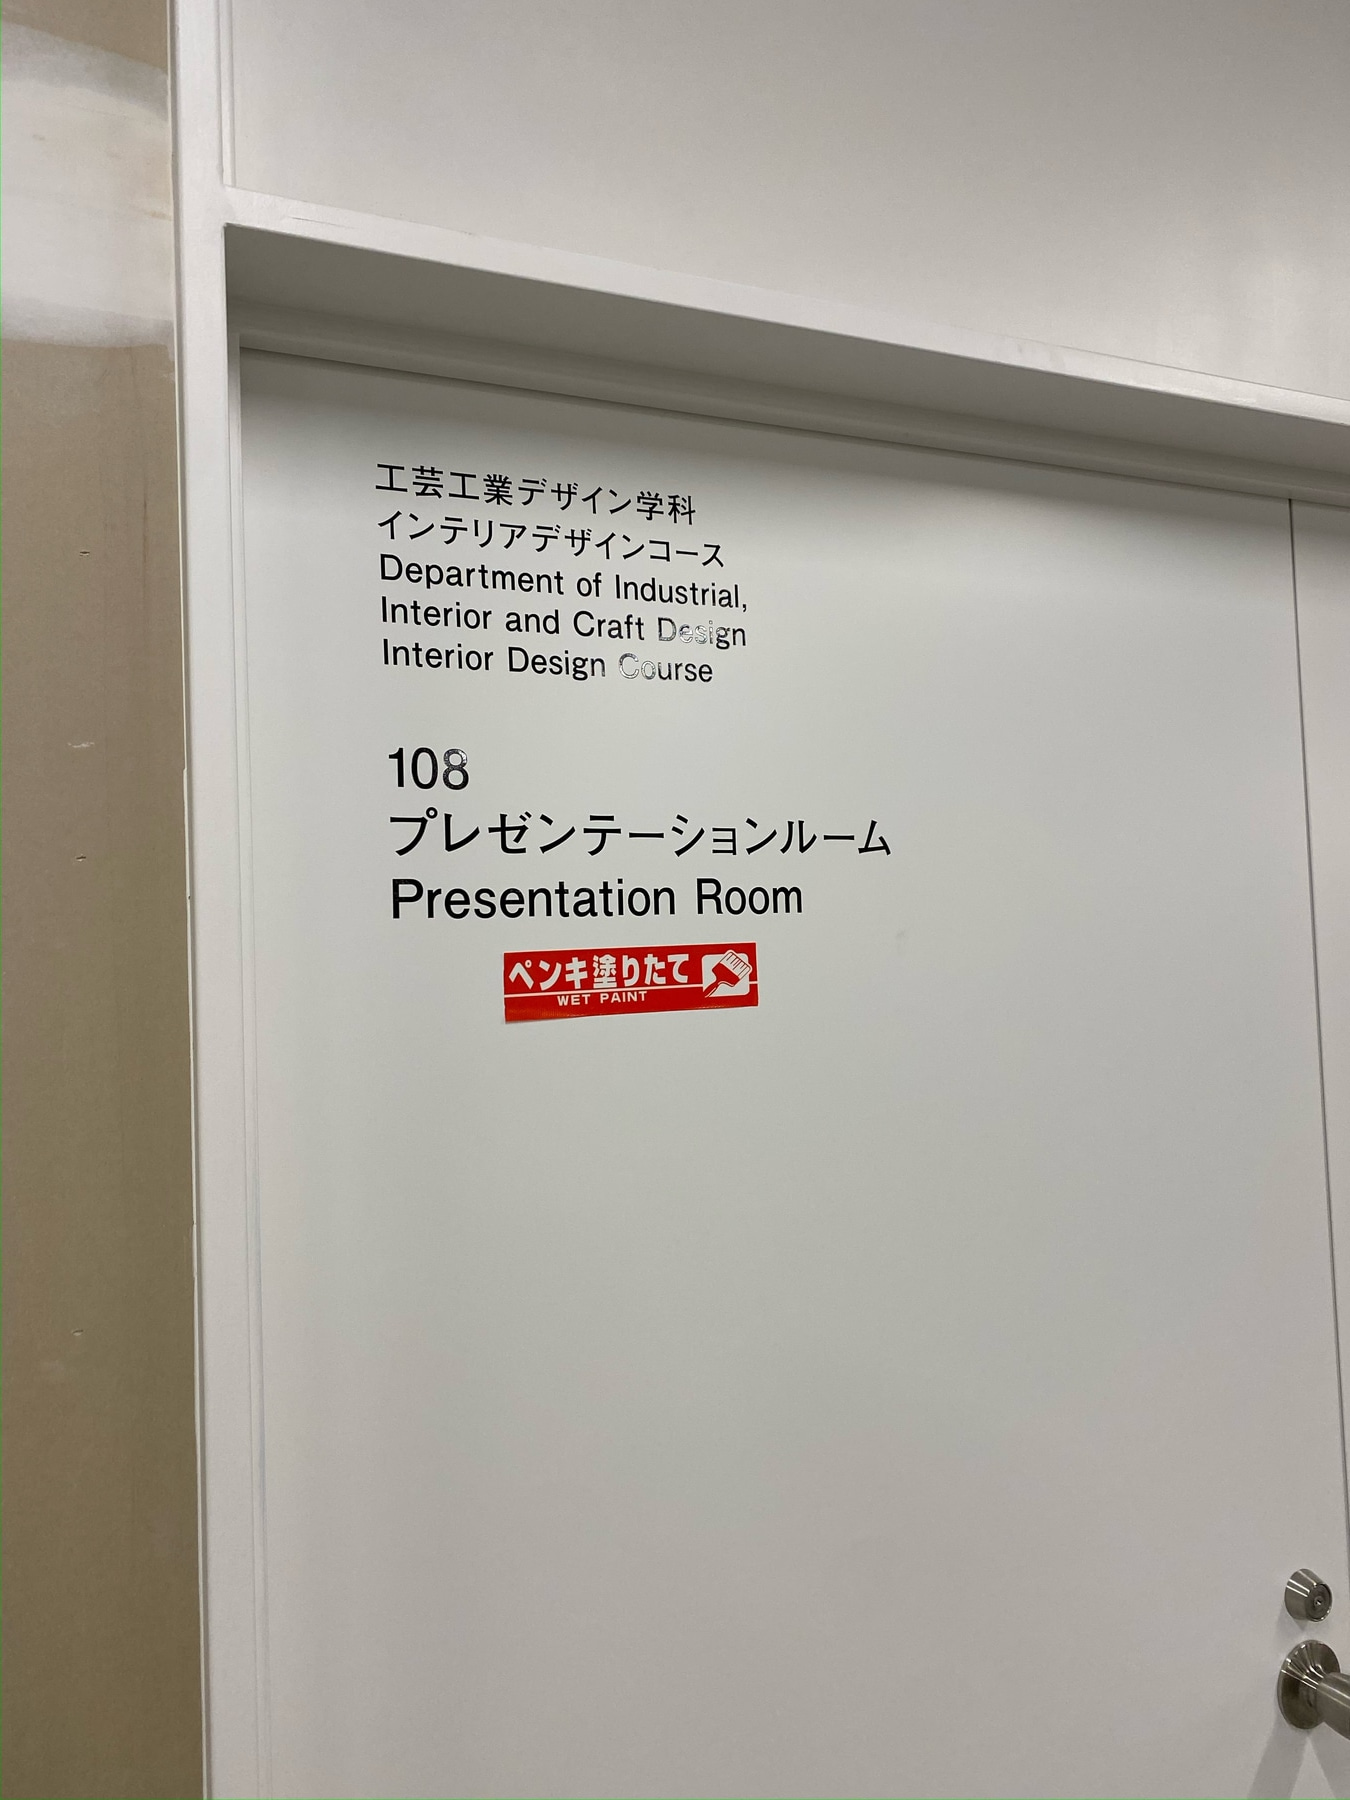 工芸工業デザイン学科
インテリアデザインコース
Department of Industrial,
Interior and Craft Design
Interior Design Course
108
プレゼンテーションルーム
Presentation Room
ペンキ塗りたて
WET PAINT